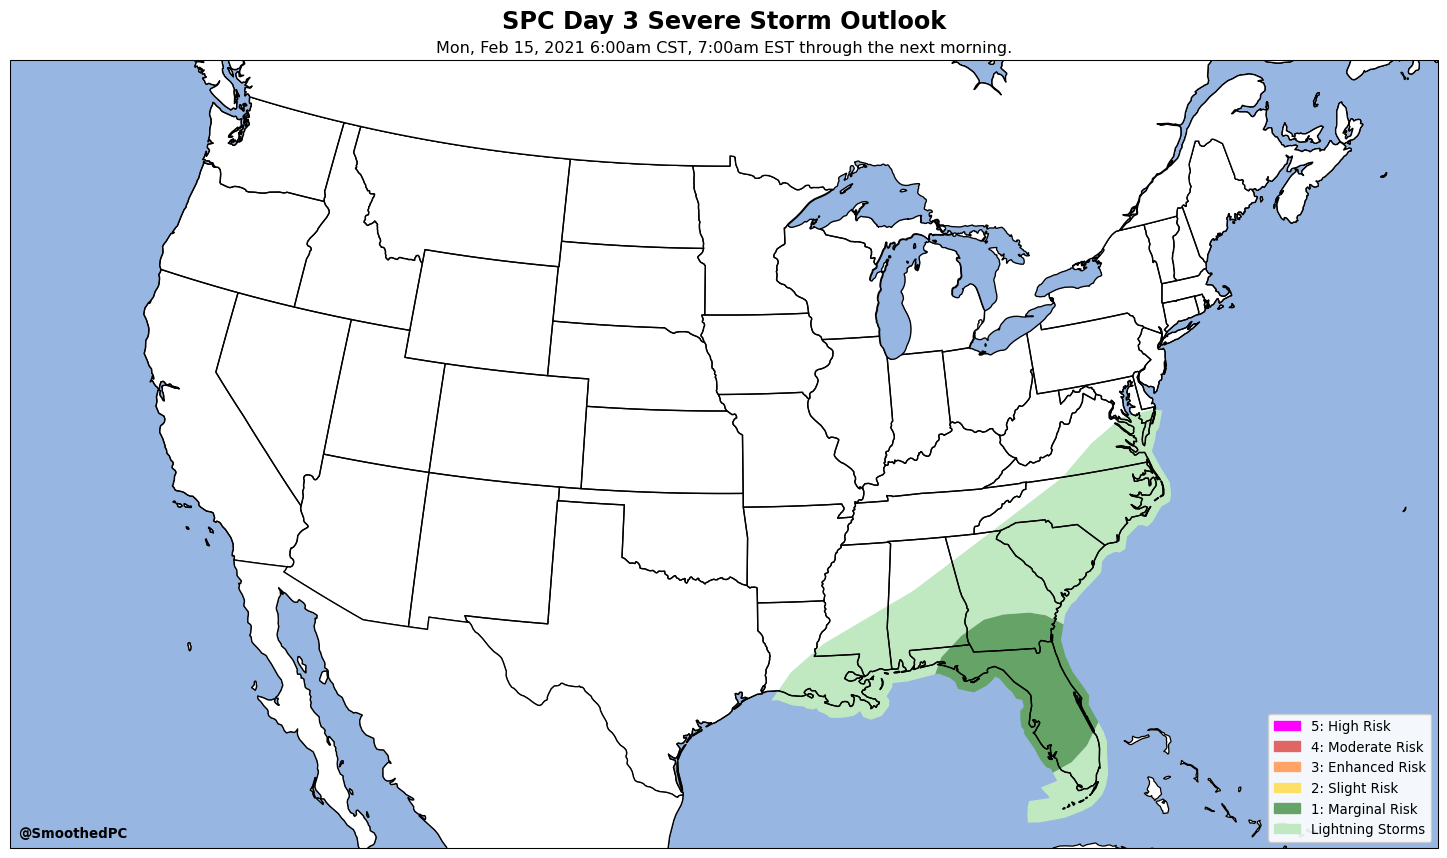 SPC Day 3 Severe Storm Outlook
Mon, Feb 15, 2021 6:00am CST, 7:00am EST through the next morning.
5: High Risk
4: Moderate Risk
3: Enhanced Risk
2: Slight Risk
1: Marginal Risk
Lightning Storms
@SmoothedPC